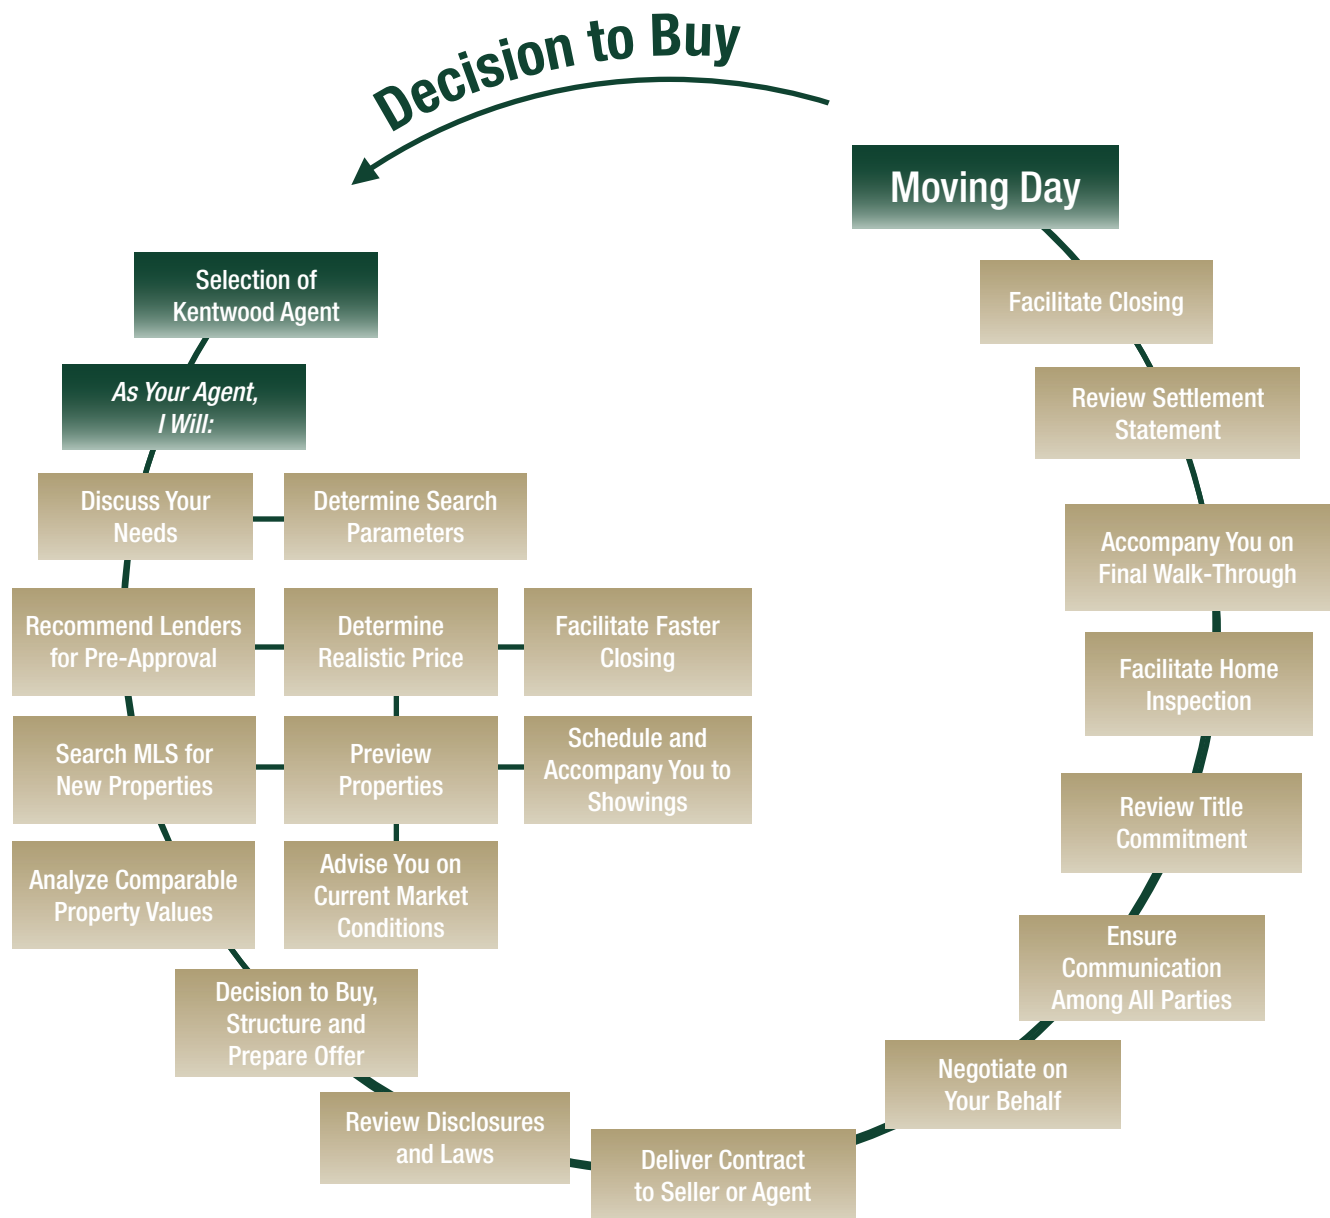 Decision to Buy
Moving Day
Selection of
Kentwood Agent
As Your Agent,
I Will:
Discuss Your
Needs
Determine Search
Parameters
Recommend Lenders
for Pre-Approval
Determine
Realistic Price
Facilitate Faster
Closing
Search MLS for
New Properties
Preview
Properties
Schedule and
Accompany You to
Showings
Analyze Comparable
Property Values
Advise You on
Current Market
Conditions
Decision to Buy,
Structure and
Prepare Offer
Review Disclosures
and Laws
Deliver Contract
to Seller or Agent
Negotiate on
Your Behalf
Ensure
Communication
Among All Parties
Review Title
Commitment
Facilitate Home
Inspection
Accompany You on
Final Walk-Through
Review Settlement
Statement
Facilitate Closing